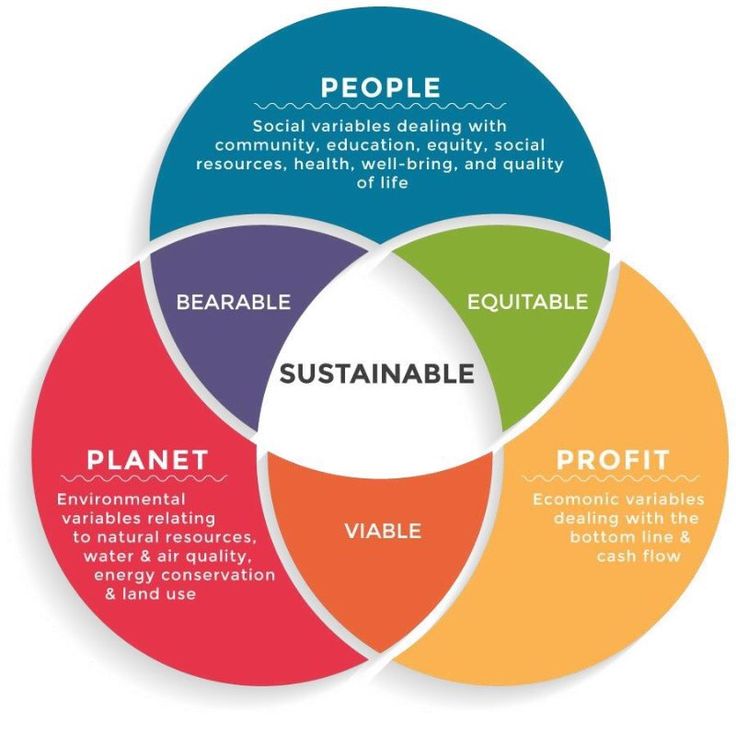 PEOPLE
Social variables dealing with
community, education, equity, social
resources, health, well-bring, and quality
of life
BEARABLE
EQUITABLE
SUSTAINABLE
PLANET
Environmental
variables relating
to natural resources,
water & air quality,
energy conservation
& land use
PROFIT
Ecomonic variables
dealing with the
bottom line &
cash flow
VIABLE